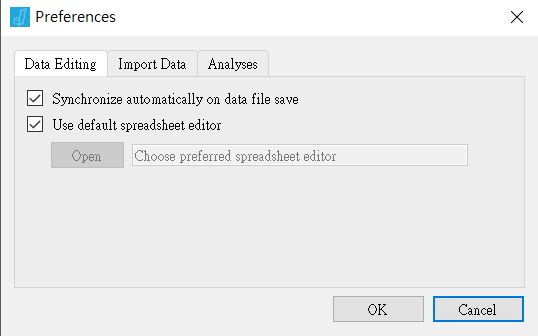 Preferences
Data Editing Import Data Analyses
Synchronize automatically on data file save
Use default spreadsheet editor
Open Choose preferred spreadsheet editor
OK Cancel